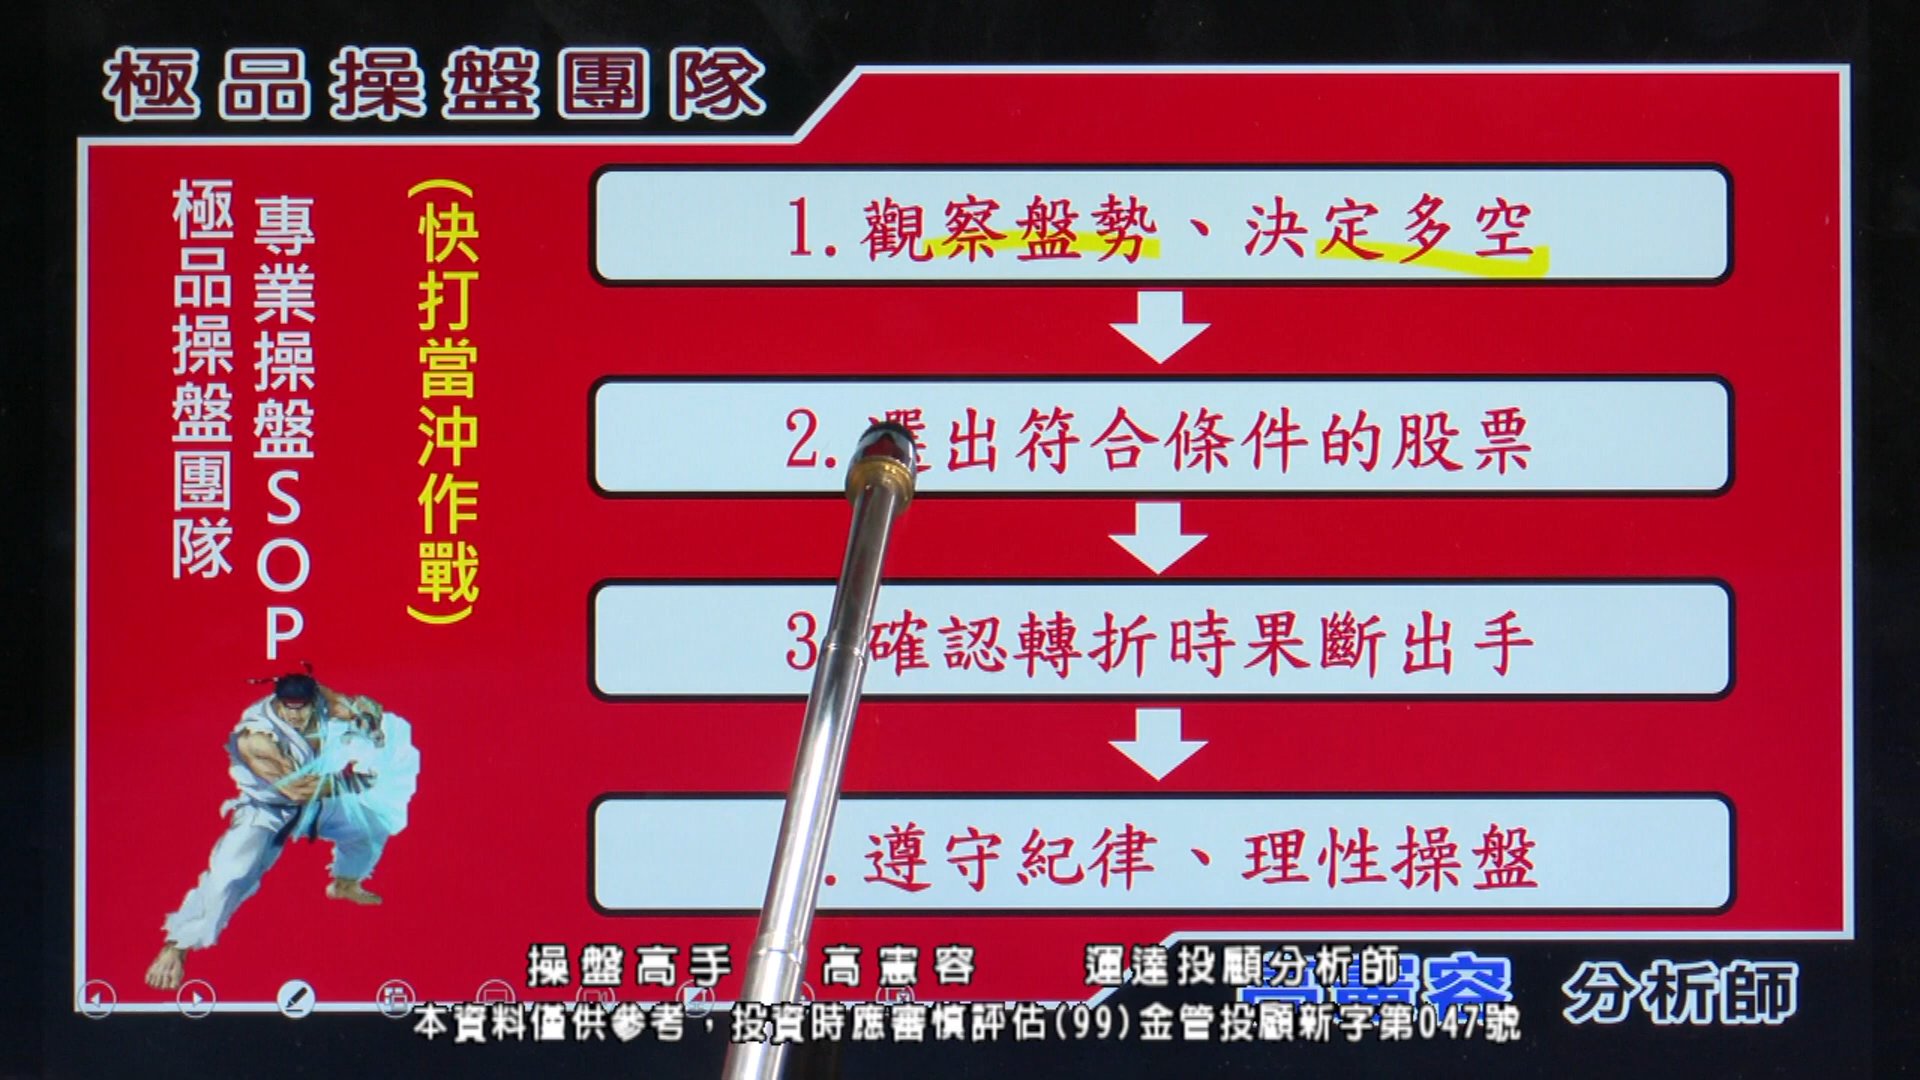 極品操盤團隊
極品操盤團隊
專業操盤SOP
(快打當沖作戰)
1.觀察盤勢、決定多空
2.選出符合條件的股票
3.確認轉折時果斷出手
.遵守紀律、理性操盤
操盤高手 高憲容 運達投顧分析師
高憲容 分析師
本資料僅供參考,投資時應審慎評估(99)金管投顧新字第047號